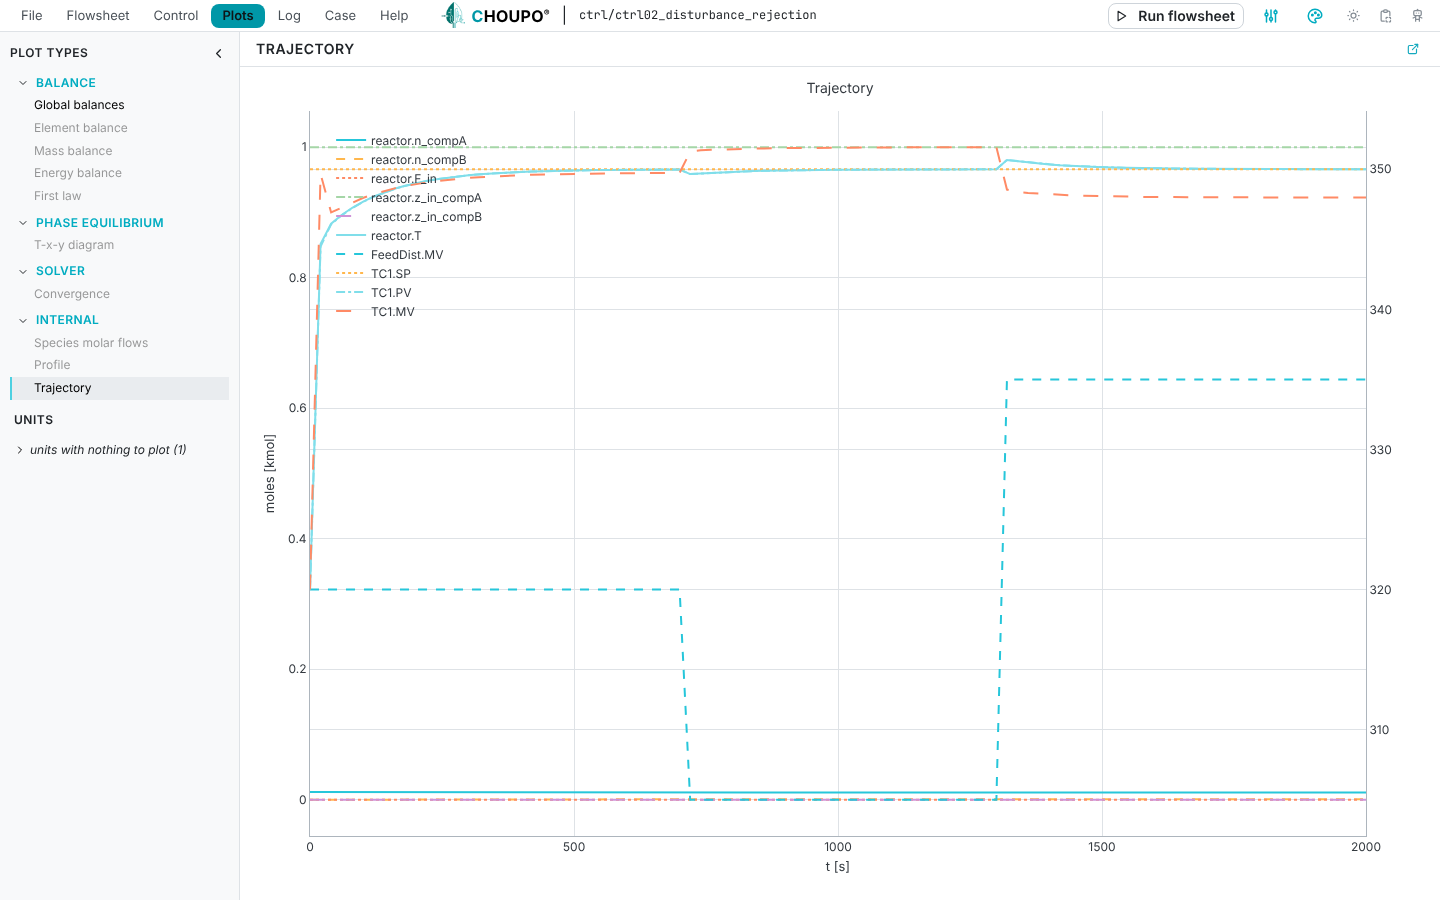 File Flowsheet Control Plots Log Case Help CHOUPO® ctrl/ctrl02_disturbance_rejection Run flowsheet
PLOT TYPES
BALANCE
Global balances
Element balance
Mass balance
Energy balance
First law
PHASE EQUILIBRIUM
T-x-y diagram
SOLVER
Convergence
INTERNAL
Species molar flows
Profile
Trajectory
UNITS
units with nothing to plot (1)
TRAJECTORY
Trajectory
reactor.n_compA
reactor.n_compB
reactor.F_in
reactor.z_in_compA
reactor.z_in_compB
reactor.T
FeedDist.MV
TC1.SP
TC1.PV
TC1.MV
1
0.8
0.6
0.4
0.2
0
moles [kmol]
350
340
330
320
310
0 500 1000 1500 2000
t [s]